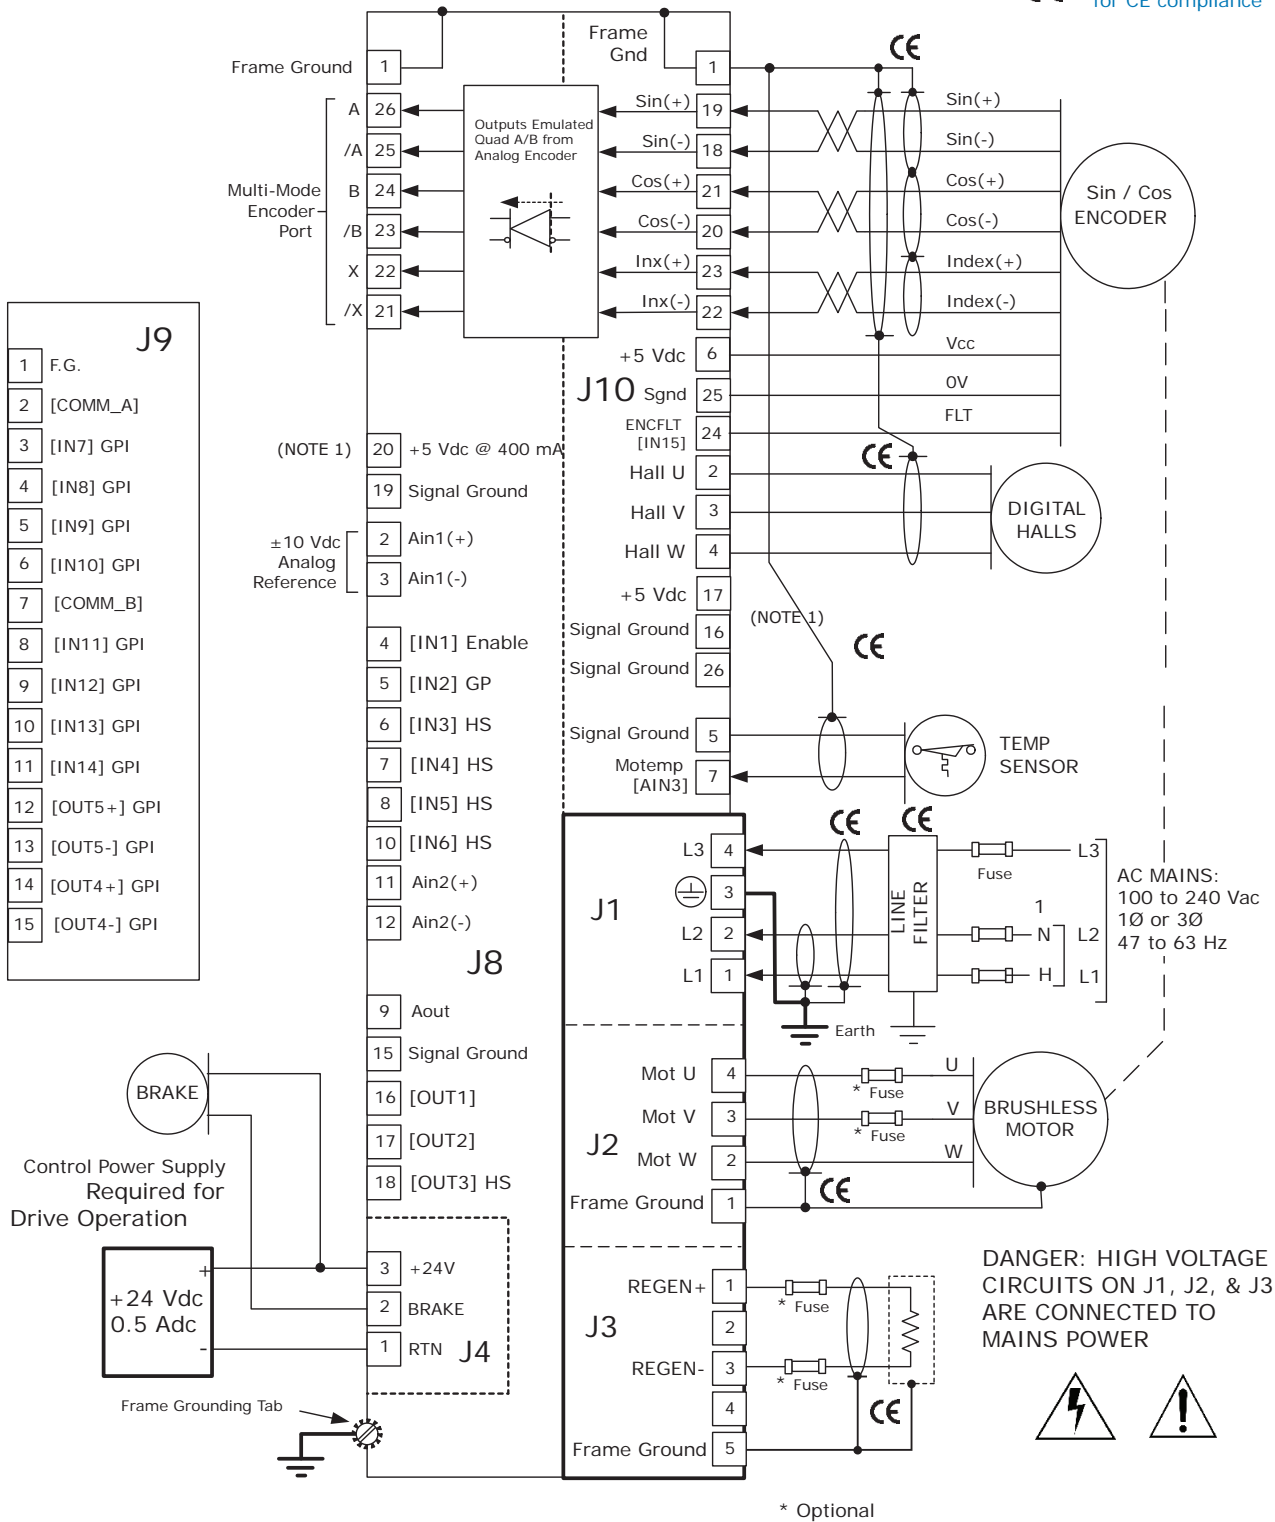 for CE compliance
Frame Ground 1
Frame
Gnd 1
CE
A 26
/A 25
B 24
/B 23
X 22
/X 21
Multi-Mode
Encoder
Port
Outputs Emulated
Quad A/B from
Analog Encoder
Sin(+) 19 Sin(+)
Sin(-) 18 Sin(-)
Cos(+) 21 Cos(+)
Cos(-) 20 Cos(-)
Inx(+) 23 Index(+)
Inx(-) 22 Index(-)
Sin / Cos
ENCODER
+5 Vdc 6 Vcc
J10
Sgnd 25 0V
ENCFLT
[IN15] 24 FLT
CE
Hall U 2
Hall V 3
Hall W 4
DIGITAL
HALLS
+5 Vdc 17
(NOTE 1)
Signal Ground 16
CE
Signal Ground 26
Signal Ground 5
Motemp
[AIN3] 7
TEMP
SENSOR
J9
1 F.G.
2 [COMM_A]
3 [IN7] GPI
4 [IN8] GPI
5 [IN9] GPI
6 [IN10] GPI
7 [COMM_B]
8 [IN11] GPI
9 [IN12] GPI
10 [IN13] GPI
11 [IN14] GPI
12 [OUT5+] GPI
13 [OUT5-] GPI
14 [OUT4+] GPI
15 [OUT4-] GPI
(NOTE 1) 20 +5 Vdc @ 400 mA
19 Signal Ground
±10 Vdc
Analog
Reference
2 Ain1(+)
3 Ain1(-)
4 [IN1] Enable
5 [IN2] GP
6 [IN3] HS
7 [IN4] HS
8 [IN5] HS
10 [IN6] HS
11 Ain2(+)
12 Ain2(-)
J8
9 Aout
15 Signal Ground
16 [OUT1]
17 [OUT2]
18 [OUT3] HS
CE CE
J1
L3 4
3
L2 2
L1 1
LINE
FILTER
Fuse
L3
1
N L2
H L1
AC MAINS:
100 to 240 Vac
1Ø or 3Ø
47 to 63 Hz
Earth
J2
Mot U 4
* Fuse
U
Mot V 3
* Fuse
V
Mot W 2
W
Frame Ground 1
CE
BRUSHLESS
MOTOR
BRAKE
Control Power Supply
Required for
Drive Operation
+
+24 Vdc
0.5 Adc
-
3 +24V
2 BRAKE
1 RTN
J4
Frame Grounding Tab
J3
REGEN+ 1
* Fuse
2
REGEN- 3
* Fuse
4
CE
Frame Ground 5
DANGER: HIGH VOLTAGE
CIRCUITS ON J1, J2, & J3
ARE CONNECTED TO
MAINS POWER
!
* Optional